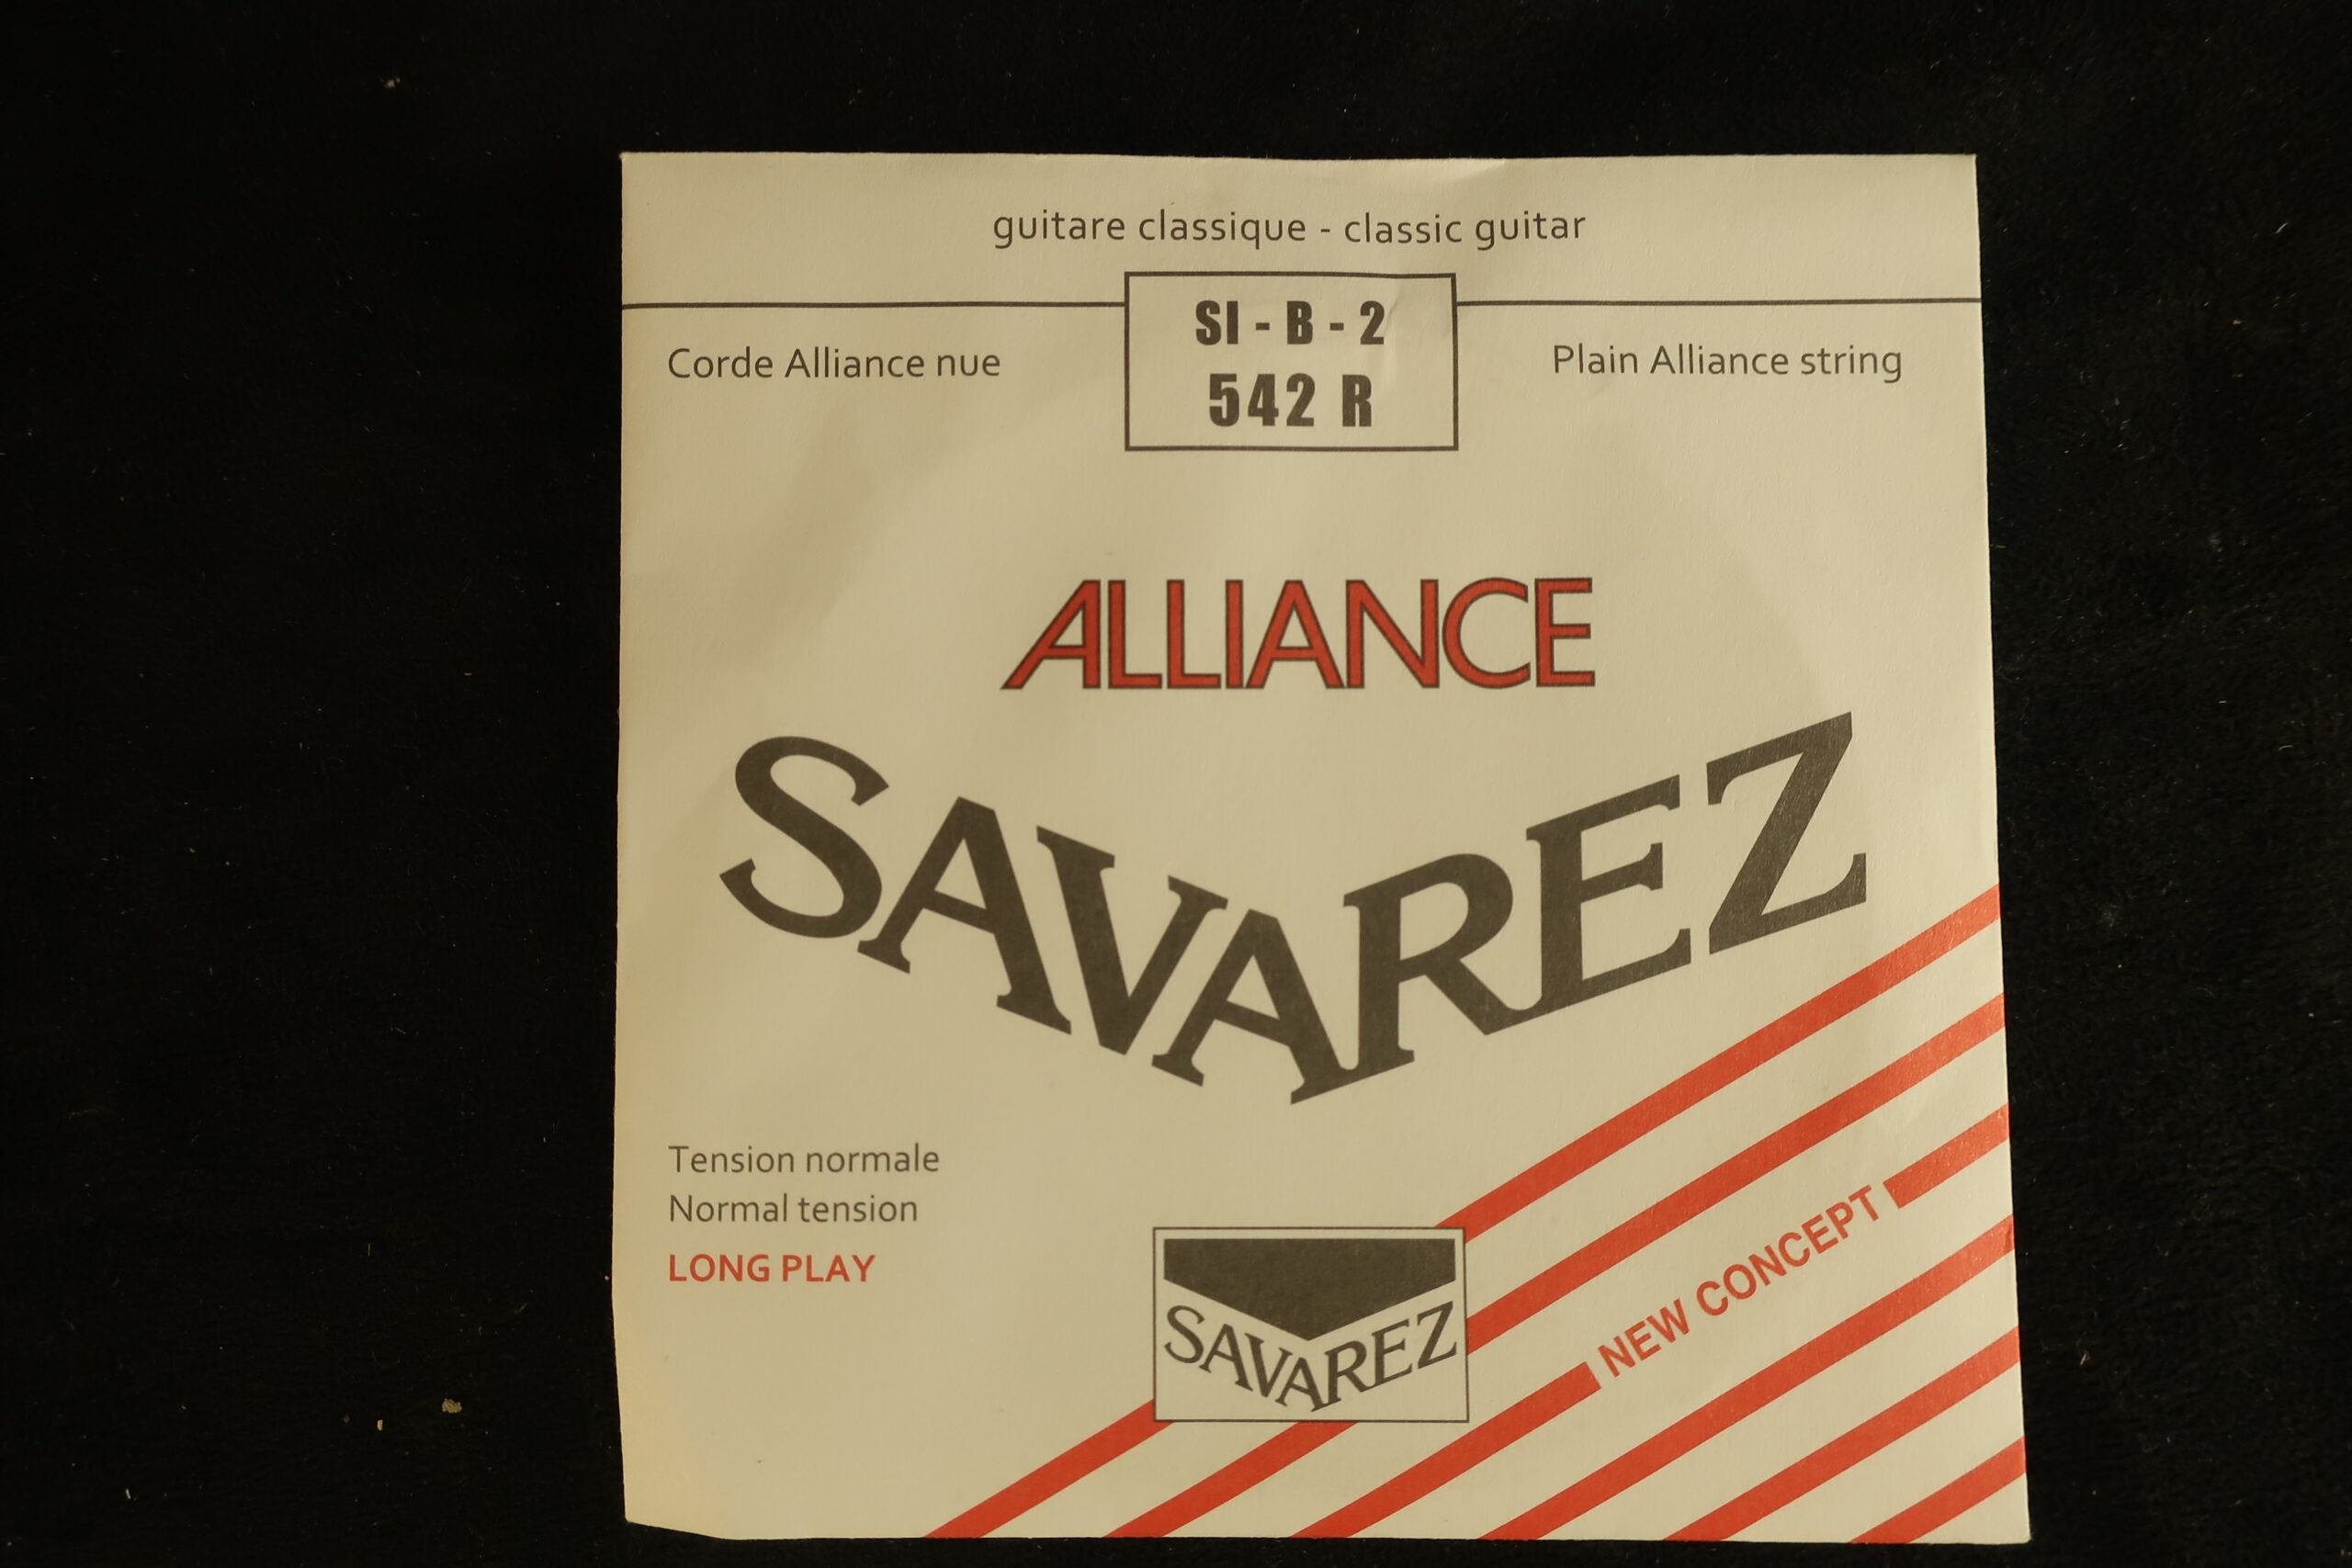 guitare classique - classic guitar
SI - B - 2
542 R
Corde Alliance nue
Plain Alliance string
ALLIANCE
SAVAREZ
Tension normale
Normal tension
LONG PLAY
SAVAREZ
NEW CONCEPT